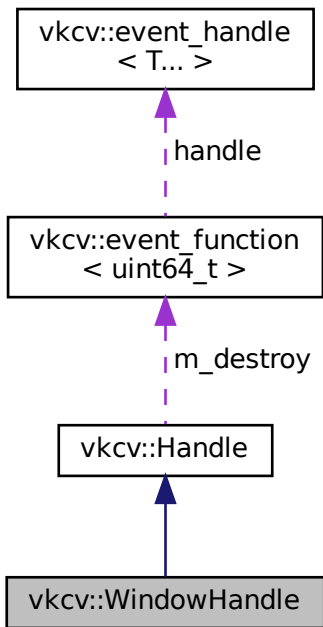 vkcv::event_handle
< T... >
handle
vkcv::event_function
< uint64_t >
m_destroy
vkcv::Handle
vkcv::WindowHandle